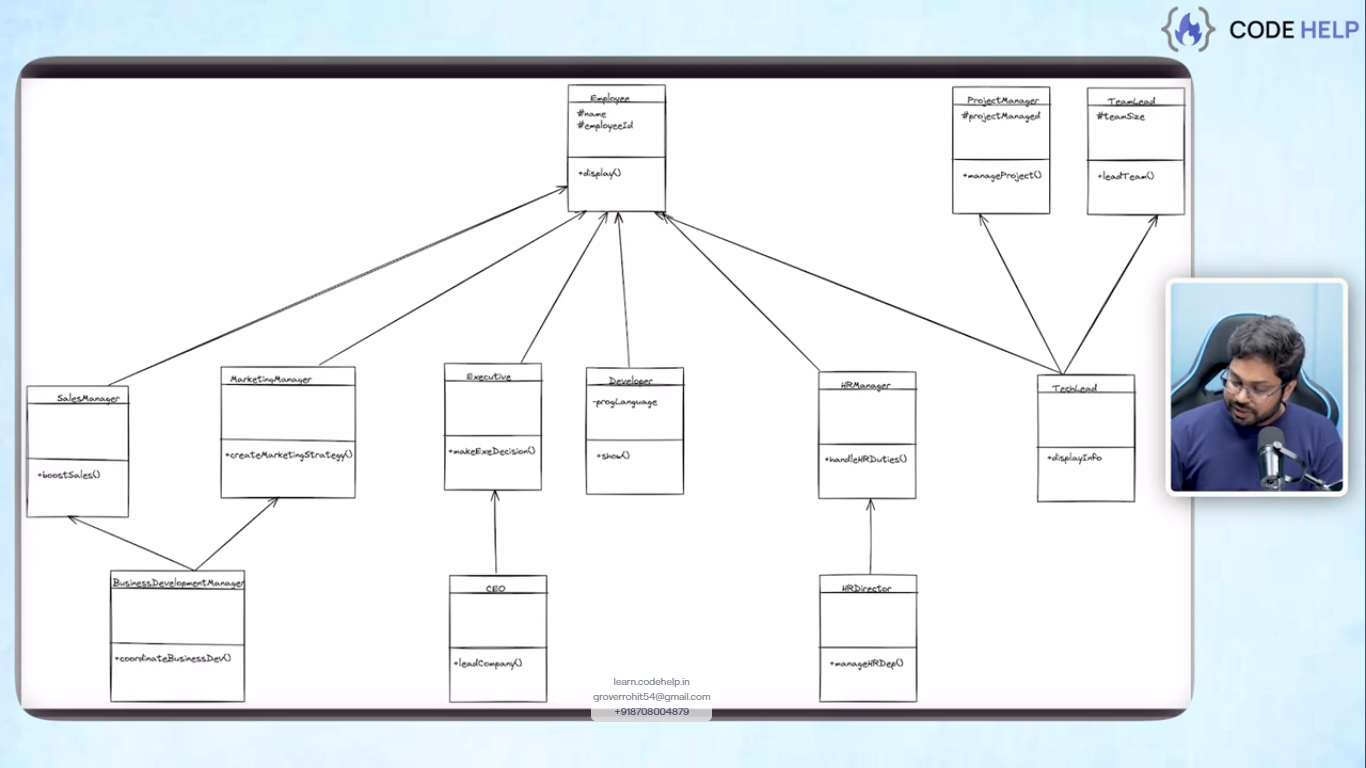 CODE HELP
Employee
#name
#employeeId
+display()
ProjectManager
#projectManaged
+manageProject()
TeamLead
#teamSize
+leadTeam()
SalesManager
+boostSales()
MarketingManager
+createMarketingStrategy()
Executive
+makeExeDecision()
Developer
-progLanguage
+show()
HRManager
+handleHRDuties()
TechLead
+displayInfo
BusinessDevelopmentManager
+coordinateBusinessDev()
CEO
+leadCompany()
HRDirector
+manageHRDep()
learn.codehelp.in
groverrohit54@gmail.com
+918708004879